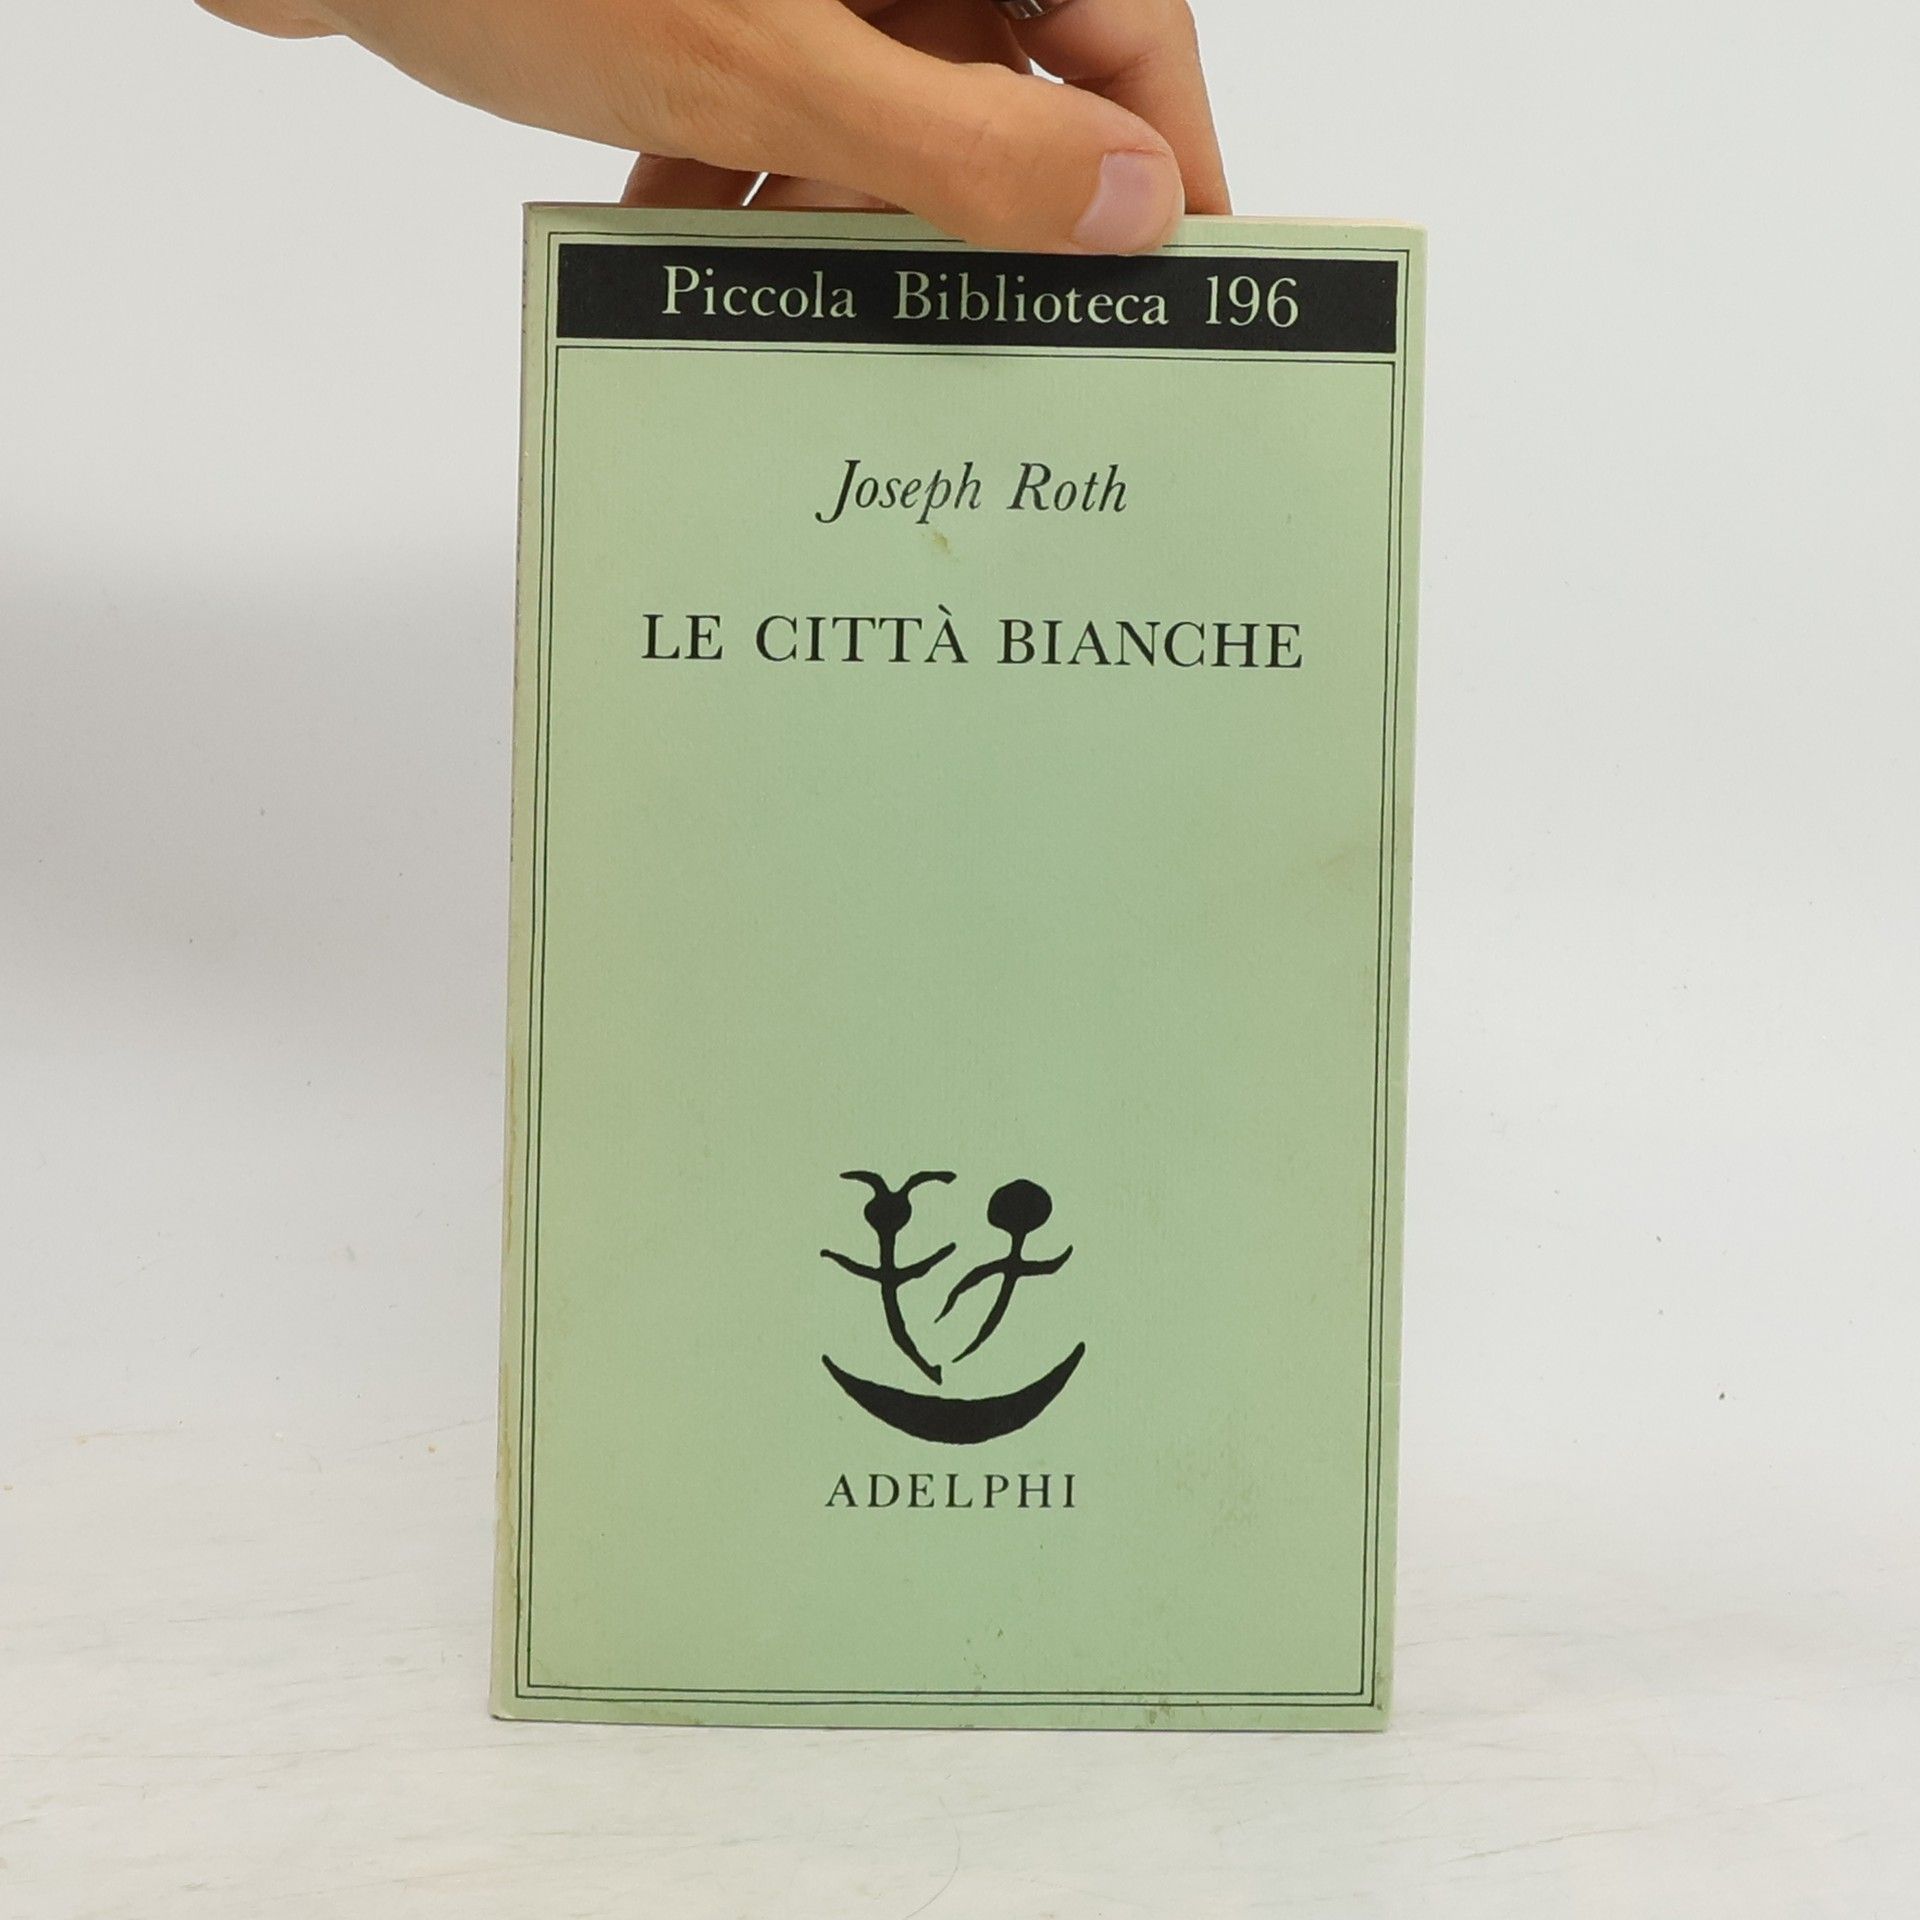 Piccola Biblioteca 196
Joseph Roth
LE CITTÀ BIANCHE
ADELPHI